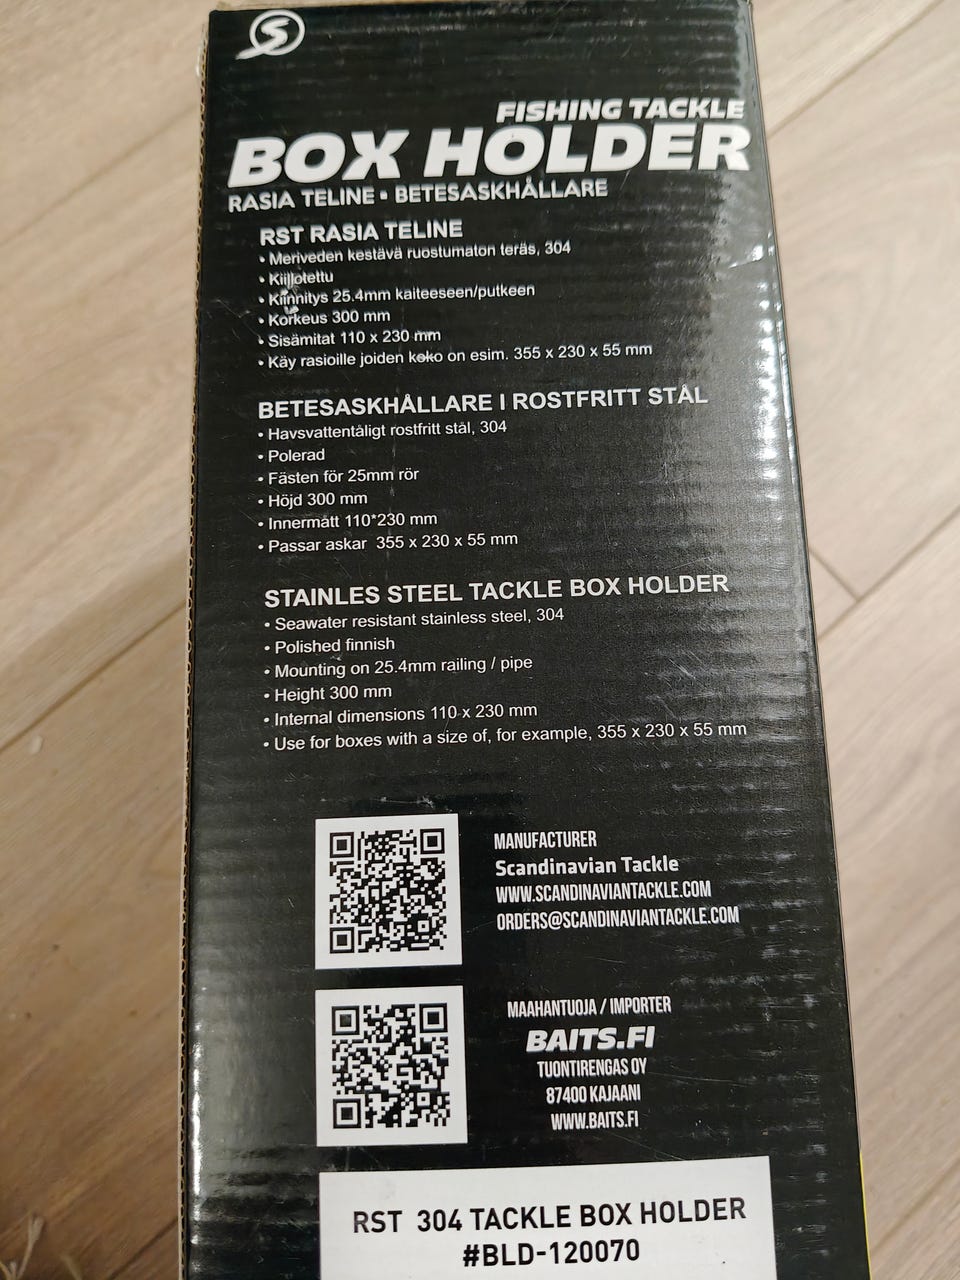 S
FISHING TACKLE
BOX HOLDER
RASIA TELINE ▪ BETESASKHÅLLARE
RST RASIA TELINE
• Meriveden kestävä ruostumaton teräs, 304
• Kiillotettu
• Kiinnitys 25.4mm kaiteeseen/putkeen
• Korkeus 300 mm
• Sisämitat 110 x 230 mm
• Käy rasioille joiden koko on esim. 355 x 230 x 55 mm
BETESASKHÅLLARE I ROSTFRITT STÅL
• Havsvattentåligt rostfritt stål, 304
• Polerad
• Fästen för 25mm rör
• Höjd 300 mm
• Innermått 110*230 mm
• Passar askar 355 x 230 x 55 mm
STAINLES STEEL TACKLE BOX HOLDER
• Seawater resistant stainless steel, 304
• Polished finnish
• Mounting on 25.4mm railing / pipe
• Height 300 mm
• Internal dimensions 110 x 230 mm
• Use for boxes with a size of, for example, 355 x 230 x 55 mm
MANUFACTURER
Scandinavian Tackle
WWW.SCANDINAVIANTACKLE.COM
ORDERS@SCANDINAVIANTACKLE.COM
MAAHANTUOJA / IMPORTER
BAITS.FI
TUONTIRENGAS OY
87400 KAJAANI
WWW.BAITS.FI
RST 304 TACKLE BOX HOLDER
#BLD-120070